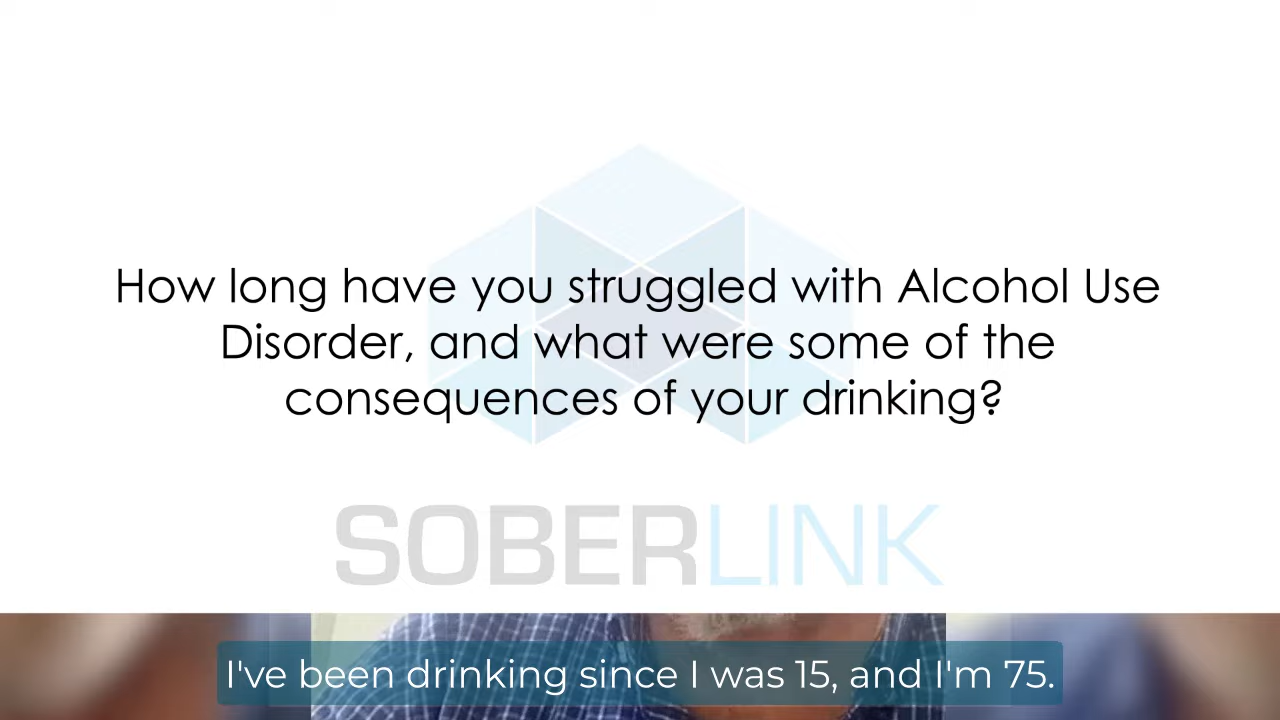 How long have you struggled with Alcohol Use
Disorder, and what were some of the
consequences of your drinking?
SOBERLINK
I've been drinking since I was 15, and I'm 75.